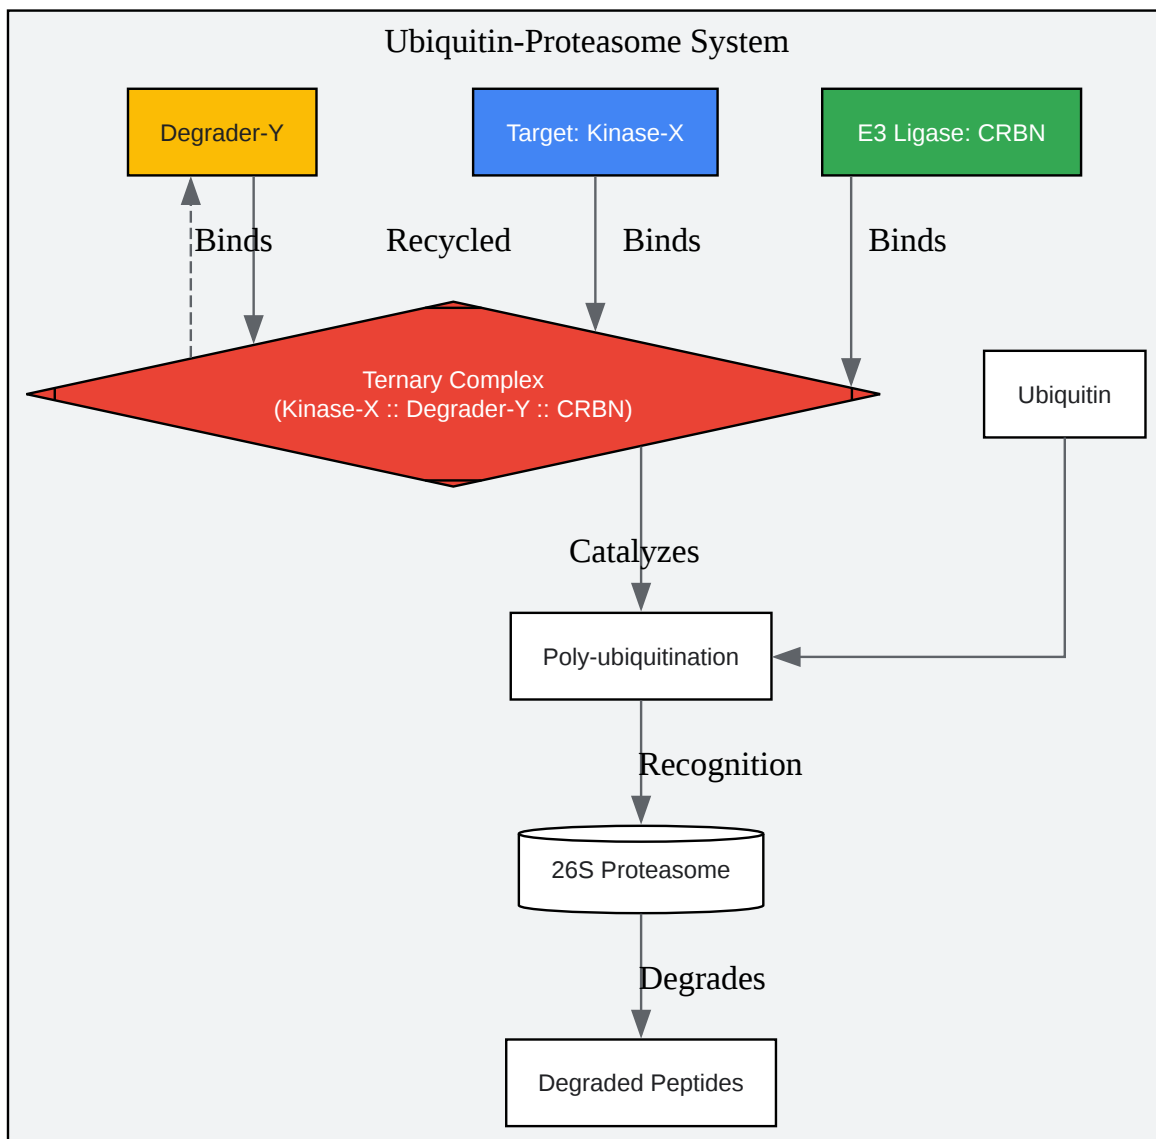 Ubiquitin-Proteasome System
Degrader-Y
Target: Kinase-X
E3 Ligase: CRBN
Binds
Recycled
Binds
Binds
Ternary Complex
(Kinase-X :: Degrader-Y :: CRBN)
Ubiquitin
Catalyzes
Poly-ubiquitination
Recognition
26S Proteasome
Degrades
Degraded Peptides